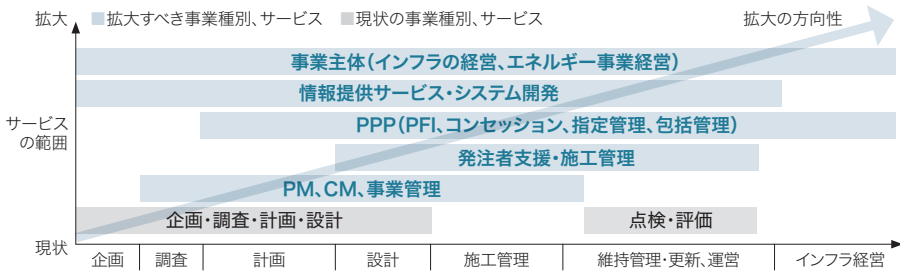 拡大
拡大すべき事業種別、サービス
現状の事業種別、サービス
拡大の方向性
事業主体(インフラの経営、エネルギー事業経営)
情報提供サービス・システム開発
サービス
の範囲
PPP(PFI、コンセッション、指定管理、包括管理)
発注者支援・施工管理
PM、CM、事業管理
企画・調査・計画・設計
点検・評価
現状
企画
調査
計画
設計
施工管理
維持管理・更新、運営
インフラ経営